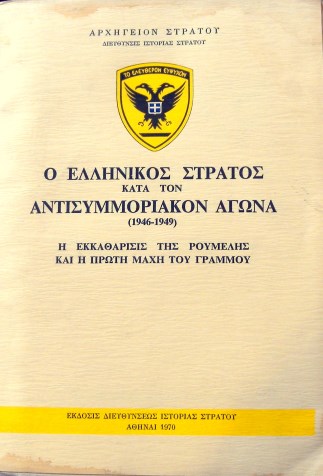 ΑΡΧΗΓΕΙΟΝ ΣΤΡΑΤΟΥ
ΔΙΕΥΘΥΝΣΙΣ ΙΣΤΟΡΙΑΣ ΣΤΡΑΤΟΥ
ΤΟ ΕΛΕΥΘΕΡΟΝ ΕΥΨΥΧΟΝ
Ο ΕΛΛΗΝΙΚΟΣ ΣΤΡΑΤΟΣ
ΚΑΤΑ ΤΟΝ
ΑΝΤΙΣΥΜΜΟΡΙΑΚΟΝ ΑΓΩΝΑ
(1946-1949)
Η ΕΚΚΑΘΑΡΙΣΙΣ ΤΗΣ ΡΟΥΜΕΛΗΣ
ΚΑΙ Η ΠΡΩΤΗ ΜΑΧΗ ΤΟΥ ΓΡΑΜΜΟΥ
ΕΚΔΟΣΙΣ ΔΙΕΥΘΥΝΣΕΩΣ ΙΣΤΟΡΙΑΣ ΣΤΡΑΤΟΥ
ΑΘΗΝΑΙ 1970